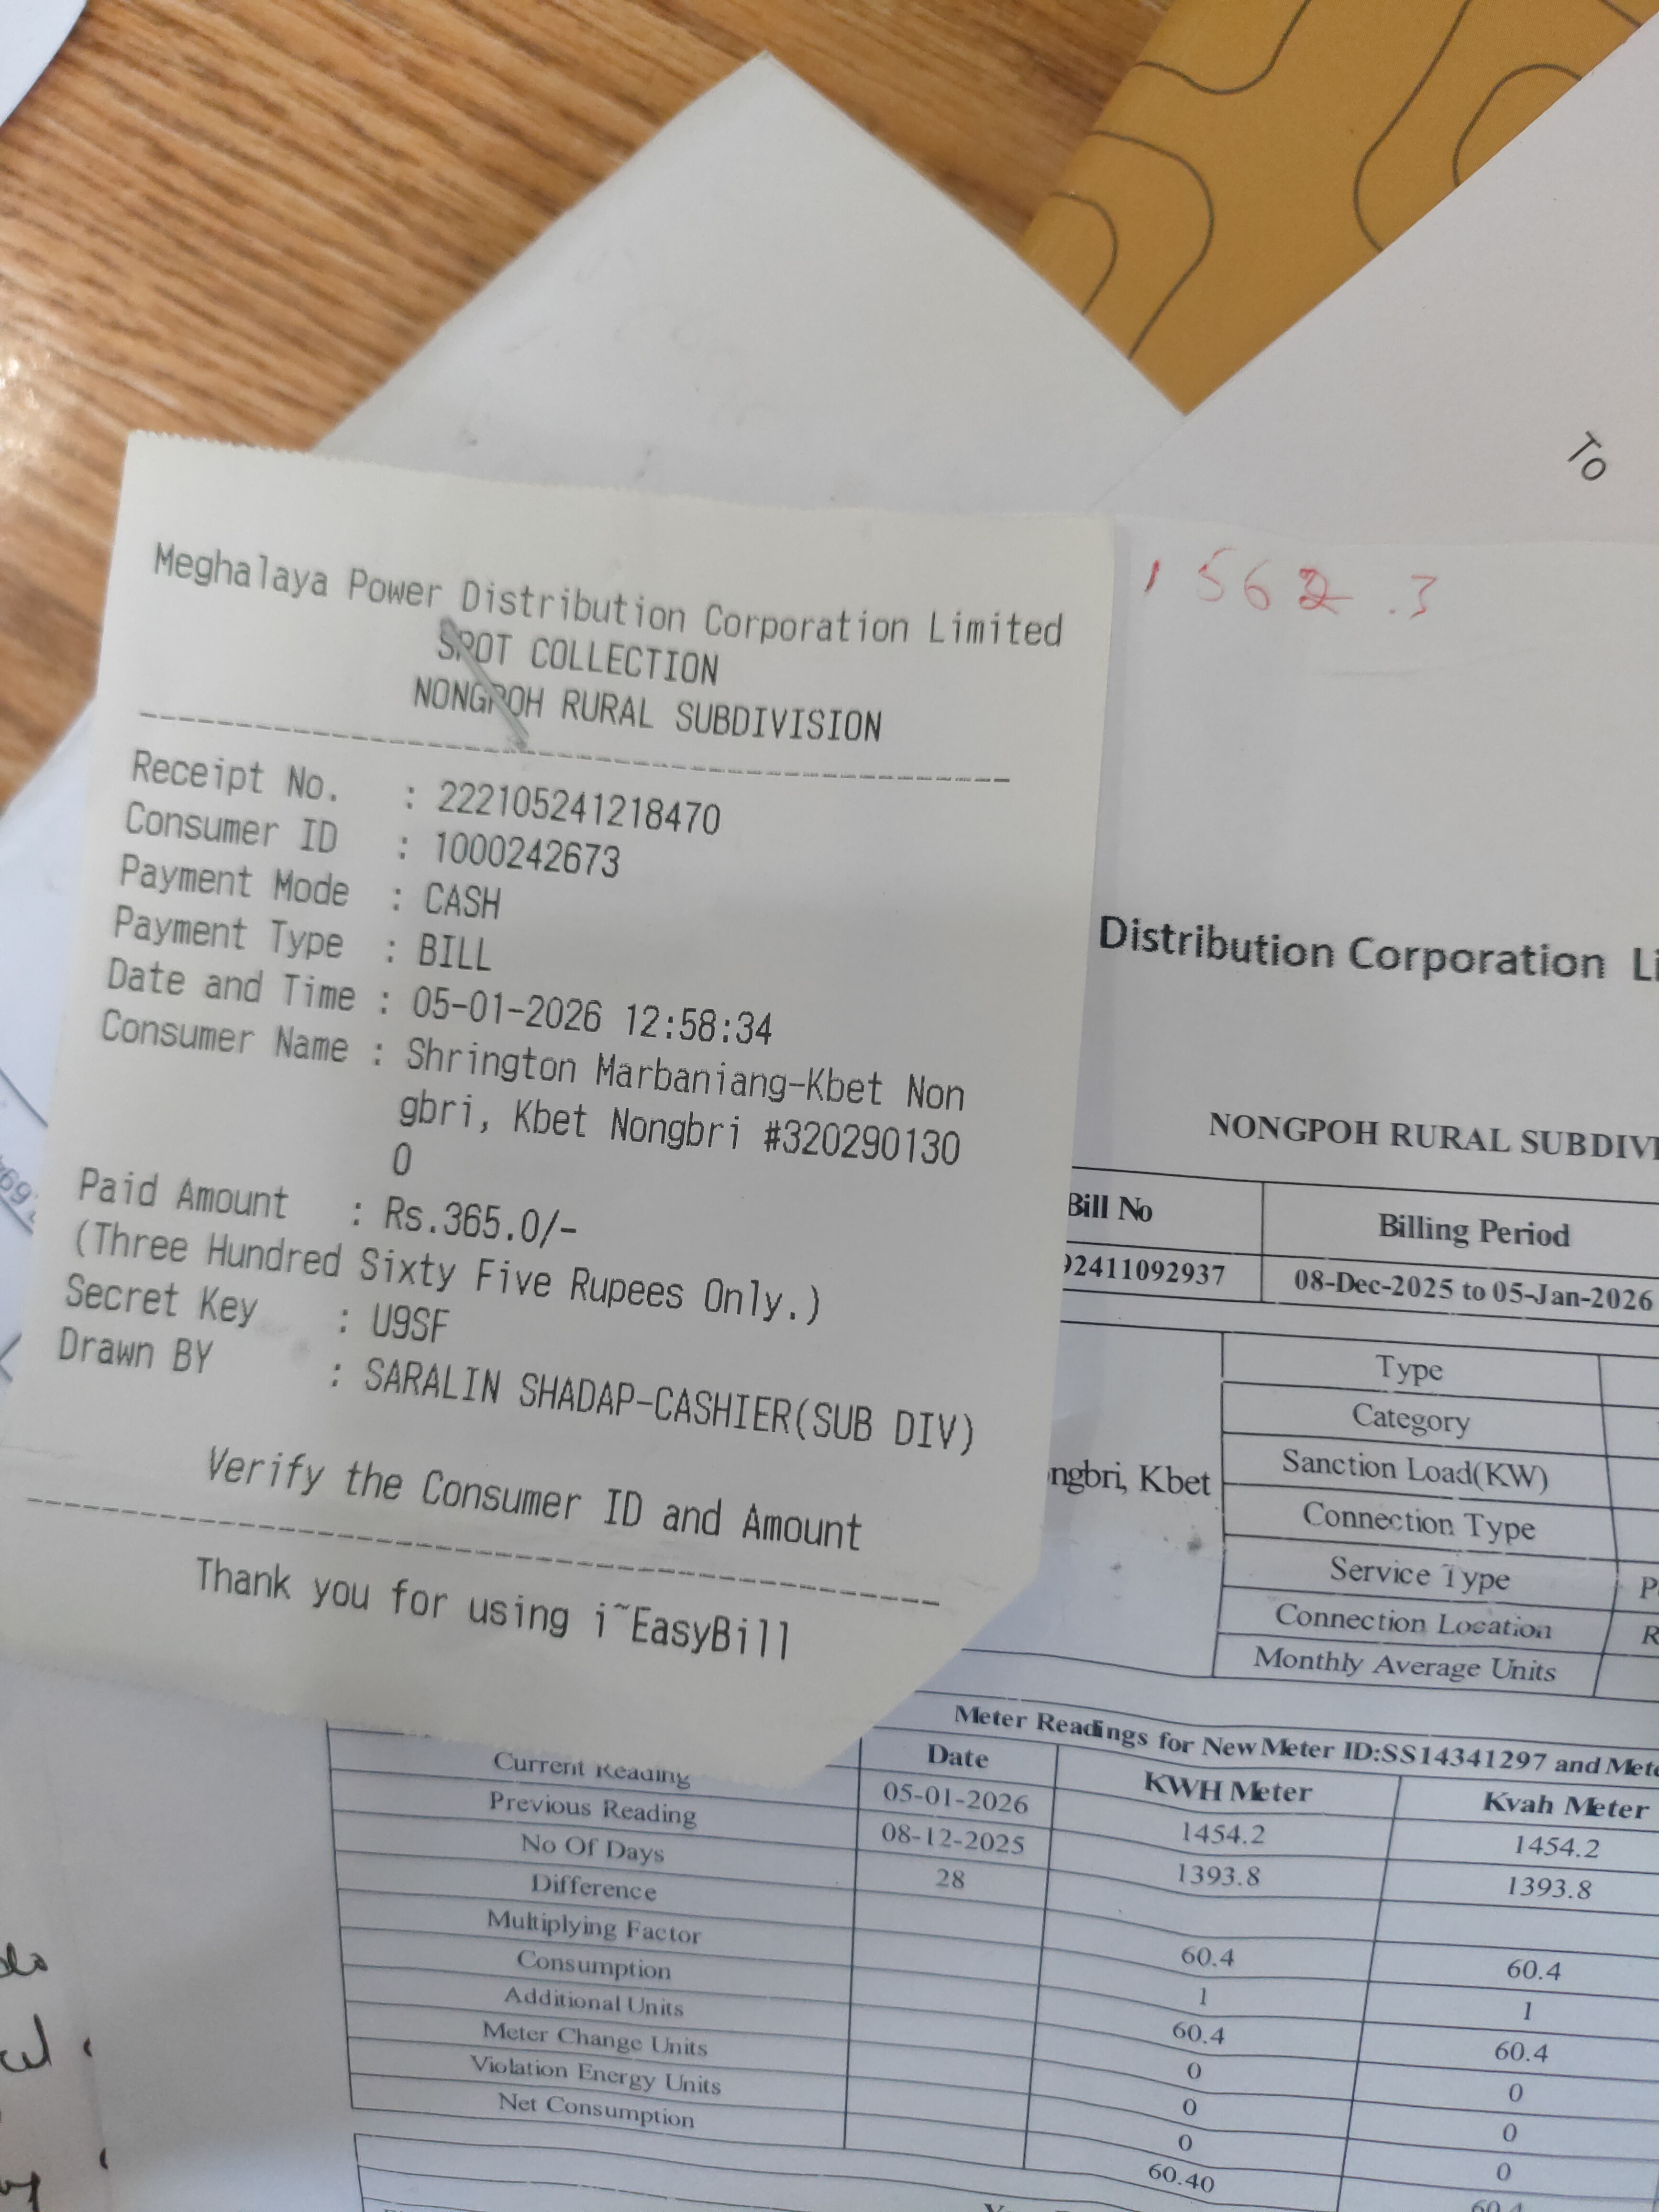 To
1562.3
Meghalaya Power Distribution Corporation Limited
SPOT COLLECTION
NONGPOH RURAL SUBDIVISION
Receipt No. : 222105241218470
Consumer ID : 1000242673
Payment Mode : CASH
Payment Type : BILL
Date and Time : 05-01-2026 12:58:34
Consumer Name : Shrington Marbaniang-Kbet Non
gbri, Kbet Nongbri #320290130
0
Paid Amount : Rs.365.0/-
(Three Hundred Sixty Five Rupees Only.)
Secret Key : U9SF
Drawn BY : SARALIN SHADAP-CASHIER(SUB DIV)
Verify the Consumer ID and Amount
Thank you for using i~EasyBill
Distribution Corporation Li
NONGPOH RURAL SUBDIVI
Bill No Billing Period
92411092937 08-Dec-2025 to 05-Jan-2026
ngbri, Kbet
Type
Category
Sanction Load(KW)
Connection Type
Service Type P
Connection Location R
Monthly Average Units
Meter Readings for New Meter ID:SS14341297 and Mete
Date KWH Meter Kvah Meter
Current Reading 05-01-2026 1454.2 1454.2
Previous Reading 08-12-2025 1393.8 1393.8
No Of Days 28
Difference 60.4 60.4
Multiplying Factor 1 1
Consumption 60.4 60.4
Additional Units 0 0
Meter Change Units 0 0
Violation Energy Units 0 0
Net Consumption 60.40 60.4